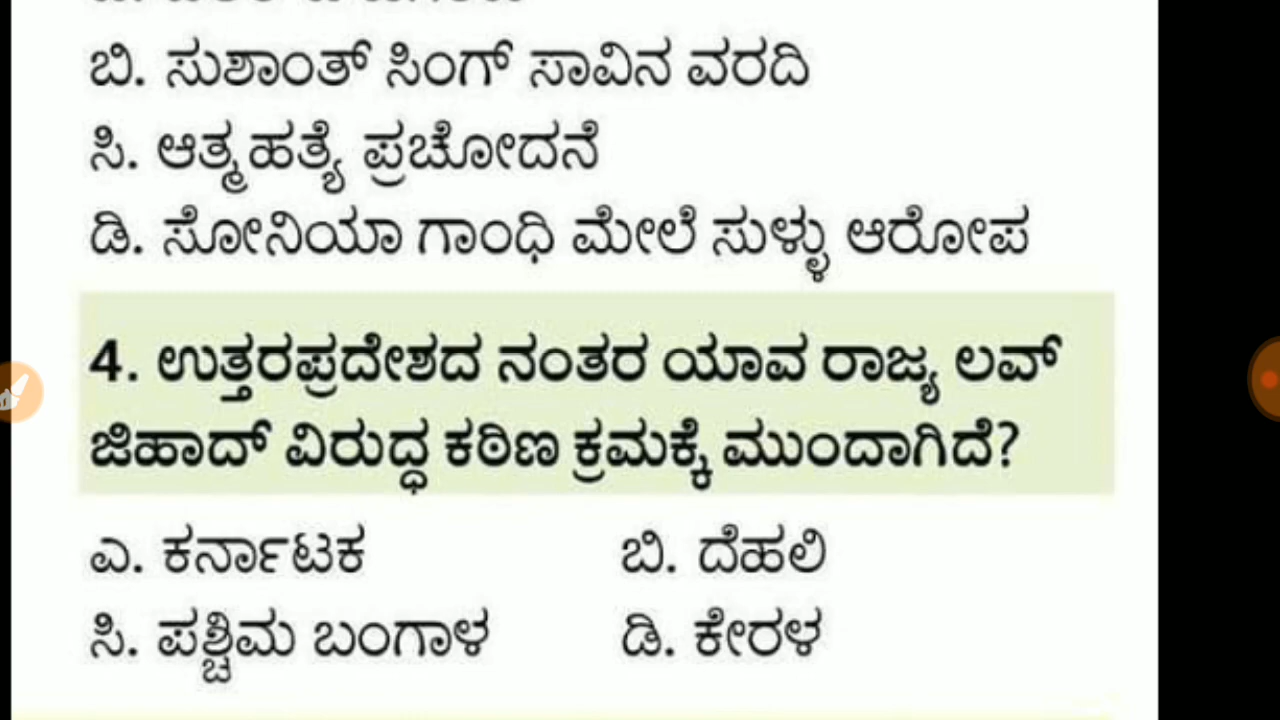 ಬಿ. ಸುಶಾಂತ್ ಸಿಂಗ್ ಸಾವಿನ ವರದಿ
ಸಿ. ಆತ್ಮಹತ್ಯೆ ಪ್ರಚೋದನೆ
ಡಿ. ಸೋನಿಯಾ ಗಾಂಧಿ ಮೇಲೆ ಸುಳ್ಳು ಆರೋಪ
4. ಉತ್ತರಪ್ರದೇಶದ ನಂತರ ಯಾವ ರಾಜ್ಯ ಲವ್
ಜಿಹಾದ್ ವಿರುದ್ಧ ಕಠಿಣ ಕ್ರಮಕ್ಕೆ ಮುಂದಾಗಿದೆ?
ಎ. ಕರ್ನಾಟಕ ಬಿ. ದೆಹಲಿ
ಸಿ. ಪಶ್ಚಿಮ ಬಂಗಾಳ ಡಿ. ಕೇರಳ